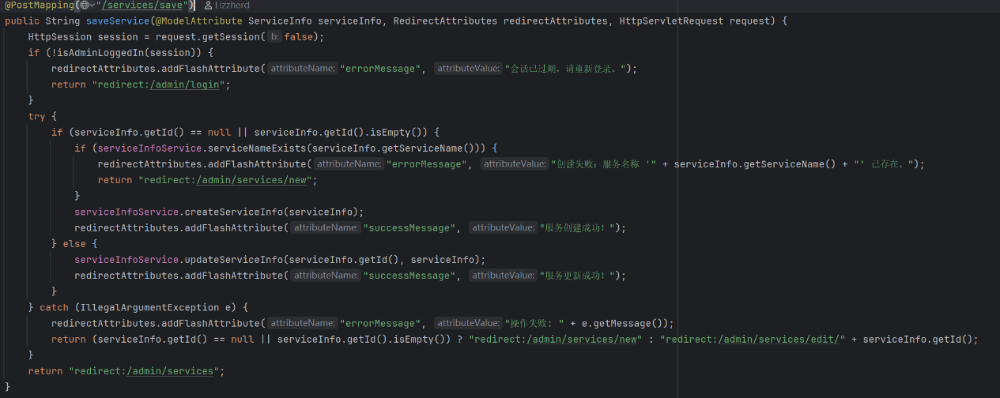 @PostMapping("/services/save") Lizzherd
public String saveService(@ModelAttribute ServiceInfo serviceInfo, RedirectAttributes redirectAttributes, HttpServletRequest request) {
HttpSession session = request.getSession( b: false);
if (!isAdminLoggedIn(session)) {
redirectAttributes.addFlashAttribute( attributeName: "errorMessage", attributeValue: "会话已过期，请重新登录。");
return "redirect:/admin/login";
}
try {
if (serviceInfo.getId() == null || serviceInfo.getId().isEmpty()) {
if (serviceInfoService.serviceNameExists(serviceInfo.getServiceName())) {
redirectAttributes.addFlashAttribute( attributeName: "errorMessage", attributeValue: "创建失败：服务名称 '" + serviceInfo.getServiceName() + "' 已存在。");
return "redirect:/admin/services/new";
}
serviceInfoService.createServiceInfo(serviceInfo);
redirectAttributes.addFlashAttribute( attributeName: "successMessage", attributeValue: "服务创建成功！");
} else {
serviceInfoService.updateServiceInfo(serviceInfo.getId(), serviceInfo);
redirectAttributes.addFlashAttribute( attributeName: "successMessage", attributeValue: "服务更新成功！");
}
} catch (IllegalArgumentException e) {
redirectAttributes.addFlashAttribute( attributeName: "errorMessage", attributeValue: "操作失败: " + e.getMessage());
return (serviceInfo.getId() == null || serviceInfo.getId().isEmpty()) ? "redirect:/admin/services/new" : "redirect:/admin/services/edit/" + serviceInfo.getId();
}
return "redirect:/admin/services";
}